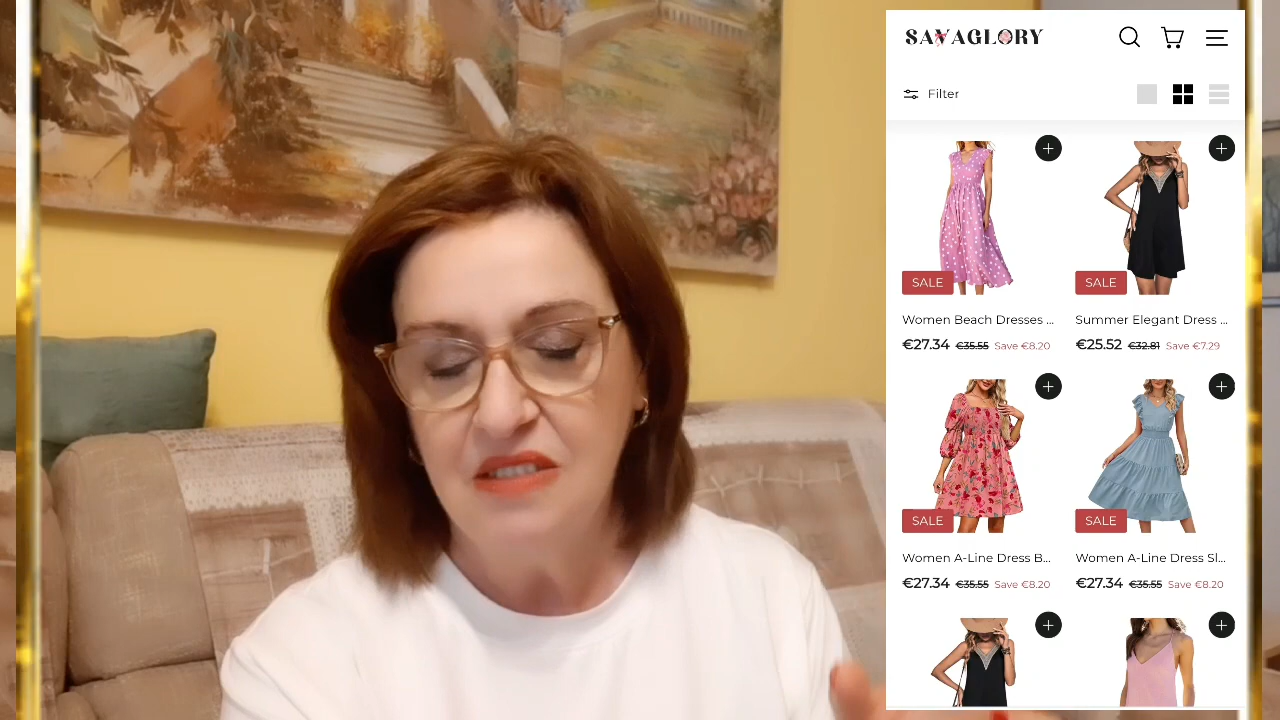 SAVAGLORY
Filter
SALE
SALE
Women Beach Dresses ...
Summer Elegant Dress ...
€27.34 €35.55 Save €8.20
€25.52 €32.81 Save €7.29
SALE
SALE
Women A-Line Dress B...
Women A-Line Dress Sl...
€27.34 €35.55 Save €8.20
€27.34 €35.55 Save €8.20